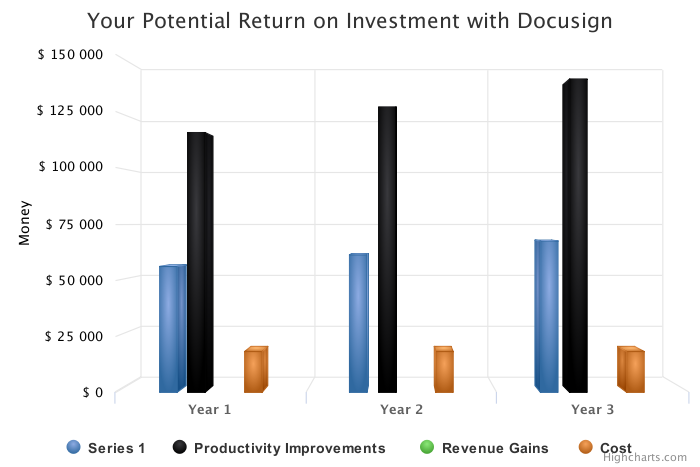 Your Potential Return on Investment with Docusign
$ 150 000
$ 125 000
$ 100 000
$ 75 000
$ 50 000
$ 25 000
$ 0
Money
Year 1 Year 2 Year 3
Series 1 Productivity Improvements Revenue Gains Cost
Highcharts.com